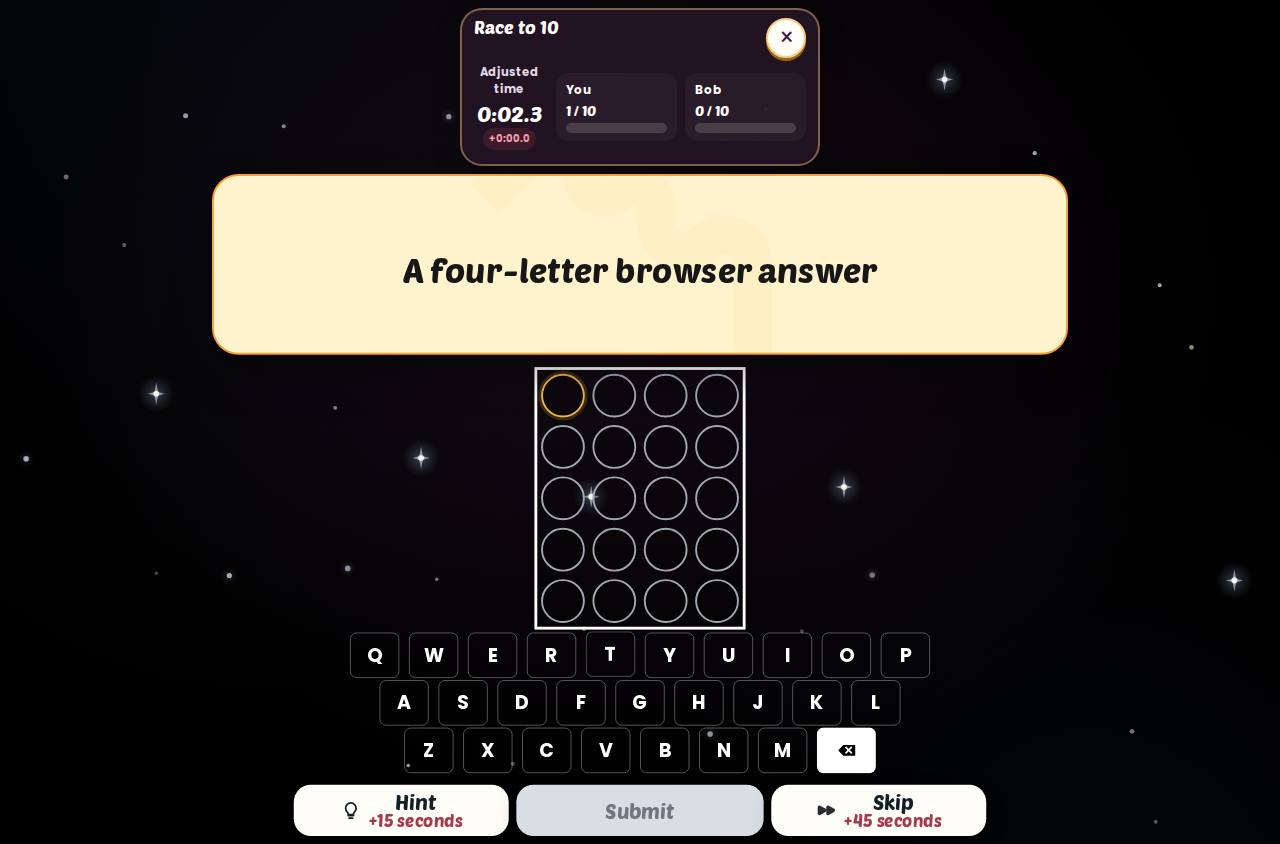 Race to 10
×
Adjusted
time
0:02.3
+0:00.0
You
1 / 10
Bob
0 / 10
A four-letter browser answer
Q W E R T Y U I O P
A S D F G H J K L
Z X C V B N M
Hint
+15 seconds
Submit
Skip
+45 seconds